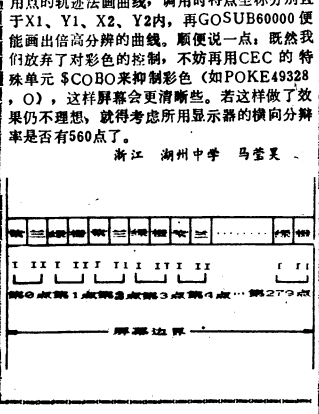 用点的轨迹法画曲线，调用时特点坐标分别置
于X1、Y1、X2、Y2内，再GOSUB60000便
能画出倍高分辨的曲线。顺便说一点：既然我
们放弃了对彩色的控制，不妨再用CEC的特
殊单元$COBO来抑制彩色（如POKE49328
，O），这样屏幕会更清晰些。若这样做了效
果仍不理想，就得考虑所用显示器的横向分辨
率是否有560点了。
浙江 湖州中学 马莹昊
第0点第1点第2点第3点第4点…第279点
屏幕边界